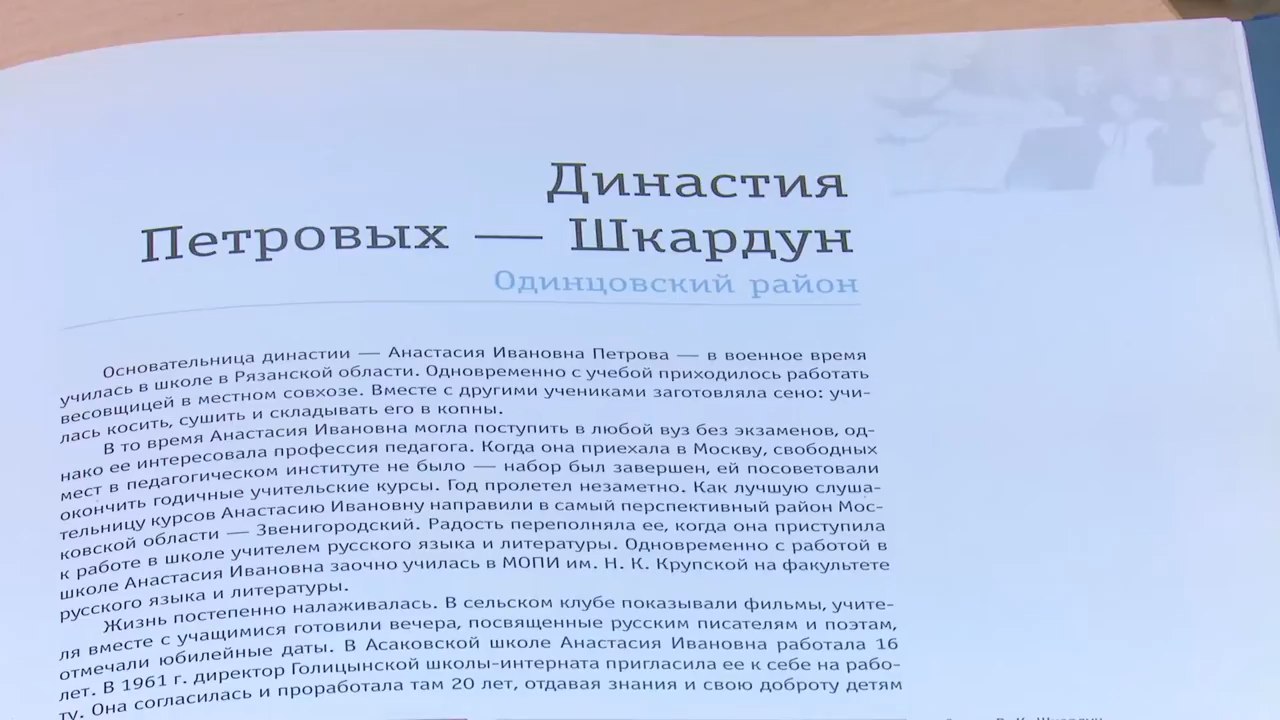 Династия
Петровых — Шкардун
Одинцовский район
Основательница династии — Анастасия Ивановна Петрова — в военное время
училась в школе в Рязанской области. Одновременно с учебой приходилось работать
весовщицей в местном совхозе. Вместе с другими учениками заготовляла сено: учи-
лась косить, сушить и складывать его в копны.
В то время Анастасия Ивановна могла поступить в любой вуз без экзаменов, од-
нако ее интересовала профессия педагога. Когда она приехала в Москву, свободных
мест в педагогическом институте не было — набор был завершен, ей посоветовали
окончить годичные учительские курсы. Год пролетел незаметно. Как лучшую слуша-
тельницу курсов Анастасию Ивановну направили в самый перспективный район Мос-
ковской области — Звенигородский. Радость переполняла ее, когда она приступила
к работе в школе учителем русского языка и литературы. Одновременно с работой в
школе Анастасия Ивановна заочно училась в МОПИ им. Н. К. Крупской на факультете
русского языка и литературы.
Жизнь постепенно налаживалась. В сельском клубе показывали фильмы, учите-
ля вместе с учащимися готовили вечера, посвященные русским писателям и поэтам,
отмечали юбилейные даты. В Асаковской школе Анастасия Ивановна работала 16
лет. В 1961 г. директор Голицынской школы-интерната пригласила ее к себе на рабо-
ту. Она согласилась и проработала там 20 лет, отдавая знания и свою доброту детям